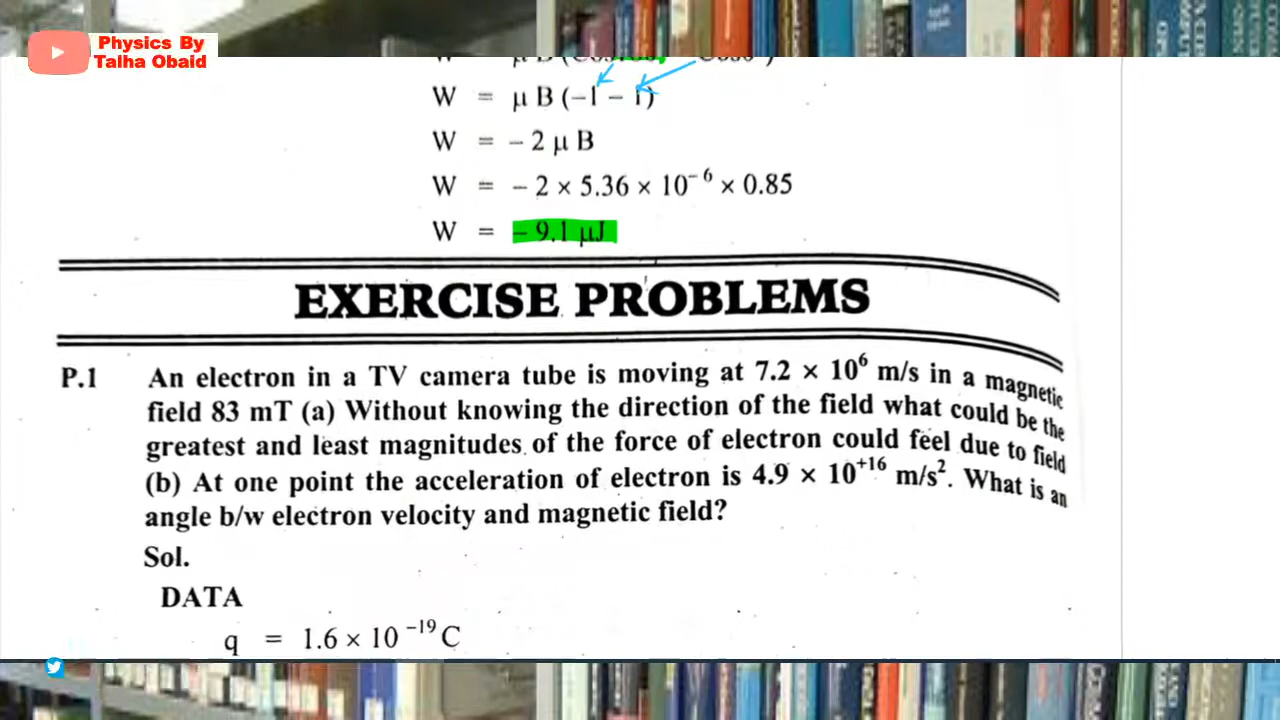 Physics By
Talha Obaid
W = μ B (–1 – 1)
W = – 2 μ B
W = – 2 × 5.36 × 10⁻⁶ × 0.85
W = – 9.1 μJ
EXERCISE PROBLEMS
P.1 An electron in a TV camera tube is moving at 7.2 × 10⁶ m/s in a magnetic
field 83 mT (a) Without knowing the direction of the field what could be the
greatest and least magnitudes of the force of electron could feel due to field
(b) At one point the acceleration of electron is 4.9 × 10⁺¹⁶ m/s². What is an
angle b/w electron velocity and magnetic field?
Sol.
DATA
q = 1.6 × 10⁻¹⁹ C